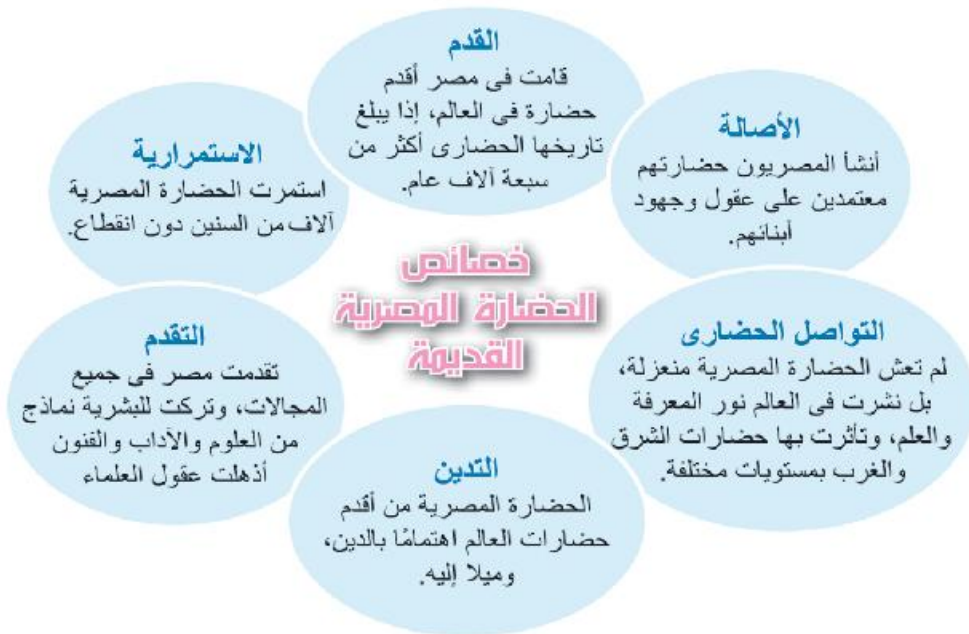 القدم
قامت فى مصر أقدم
حضارة فى العالم، إذا يبلغ
تاريخها الحضارى أكثر من
سبعة آلاف عام.
الأصالة
أنشأ المصريون حضارتهم
معتمدين على عقول وجهود
أبنائهم.
الاستمرارية
استمرت الحضارة المصرية
آلاف من السنين دون انقطاع.
خصائص
الحضارة المصرية
القديمة
التواصل الحضارى
لم تعش الحضارة المصرية منعزلة،
بل نشرت فى العالم نور المعرفة
والعلم، وتأثرت بها حضارات الشرق
والغرب بمستويات مختلفة.
التقدم
تقدمت مصر فى جميع
المجالات، وتركت للبشرية نماذج
من العلوم والآداب والفنون
أذهلت عقول العلماء
التدين
الحضارة المصرية من أقدم
حضارات العالم اهتمامًا بالدين،
وميلا إليه.